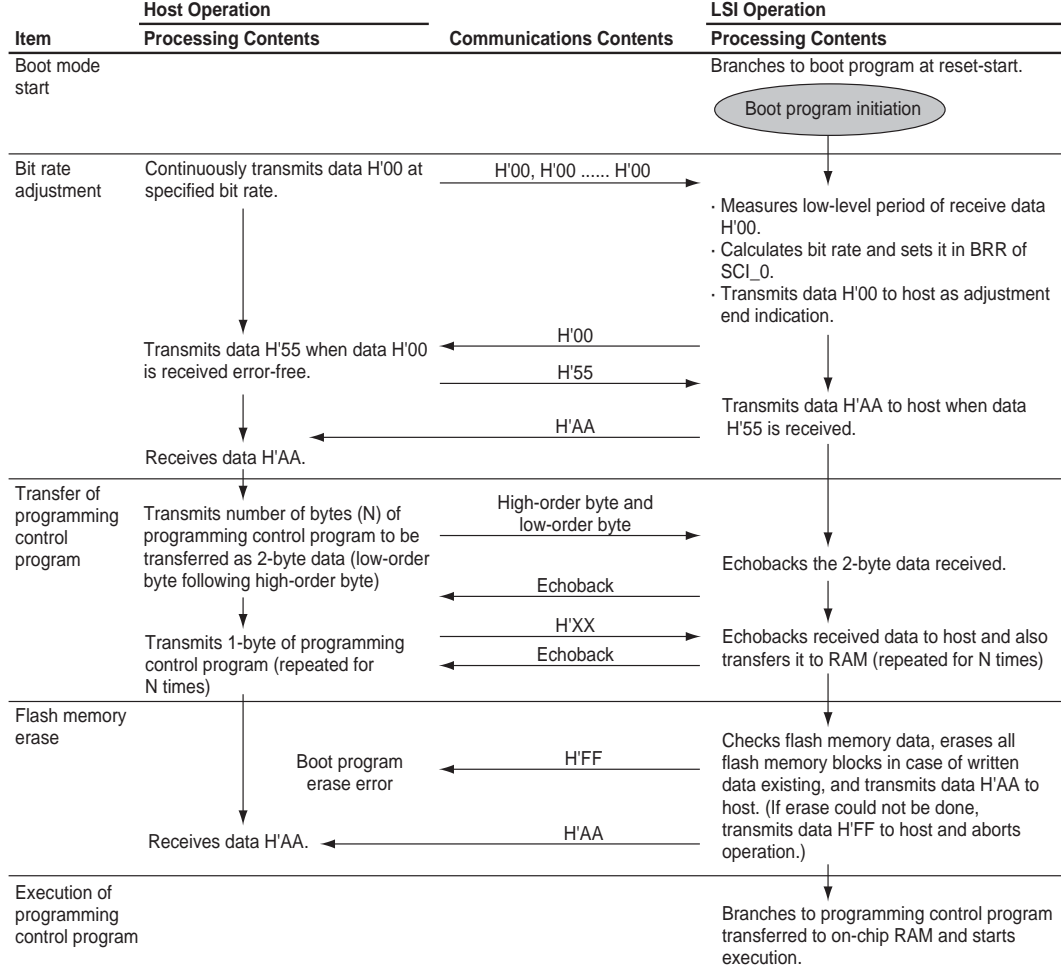 Host Operation
LSI Operation
Item
Processing Contents
Communications Contents
Processing Contents
Boot mode
start
Branches to boot program at reset-start.
Boot program initiation
Bit rate
adjustment
Continuously transmits data H'00 at
specified bit rate.
H'00, H'00 ...... H'00
· Measures low-level period of receive data
H'00.
· Calculates bit rate and sets it in BRR of
SCI_0.
· Transmits data H'00 to host as adjustment
end indication.
H'00
Transmits data H'55 when data H'00
is received error-free.
H'55
Transmits data H'AA to host when data
H'55 is received.
H'AA
Receives data H'AA.
Transfer of
programming
control
program
Transmits number of bytes (N) of
programming control program to be
transferred as 2-byte data (low-order
byte following high-order byte)
High-order byte and
low-order byte
Echobacks the 2-byte data received.
Echoback
Transmits 1-byte of programming
control program (repeated for
N times)
H'XX
Echoback
Echobacks received data to host and also
transfers it to RAM (repeated for N times)
Flash memory
erase
Boot program
erase error
H'FF
Checks flash memory data, erases all
flash memory blocks in case of written
data existing, and transmits data H'AA to
host. (If erase could not be done,
transmits data H'FF to host and aborts
operation.)
Receives data H'AA.
H'AA
Execution of
programming
control program
Branches to programming control program
transferred to on-chip RAM and starts
execution.